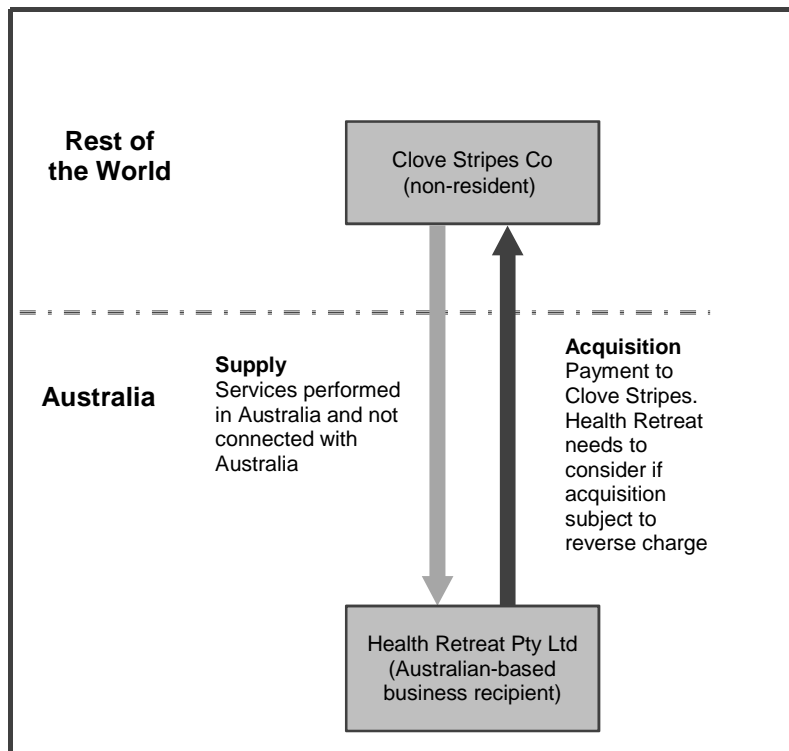 Rest of
the World
Clove Stripes Co
(non-resident)
Supply
Services performed
in Australia and not
connected with
Australia
Acquisition
Payment to
Clove Stripes.
Health Retreat
needs to
consider if
acquisition
subject to
reverse charge
Australia
Health Retreat Pty Ltd
(Australian-based
business recipient)